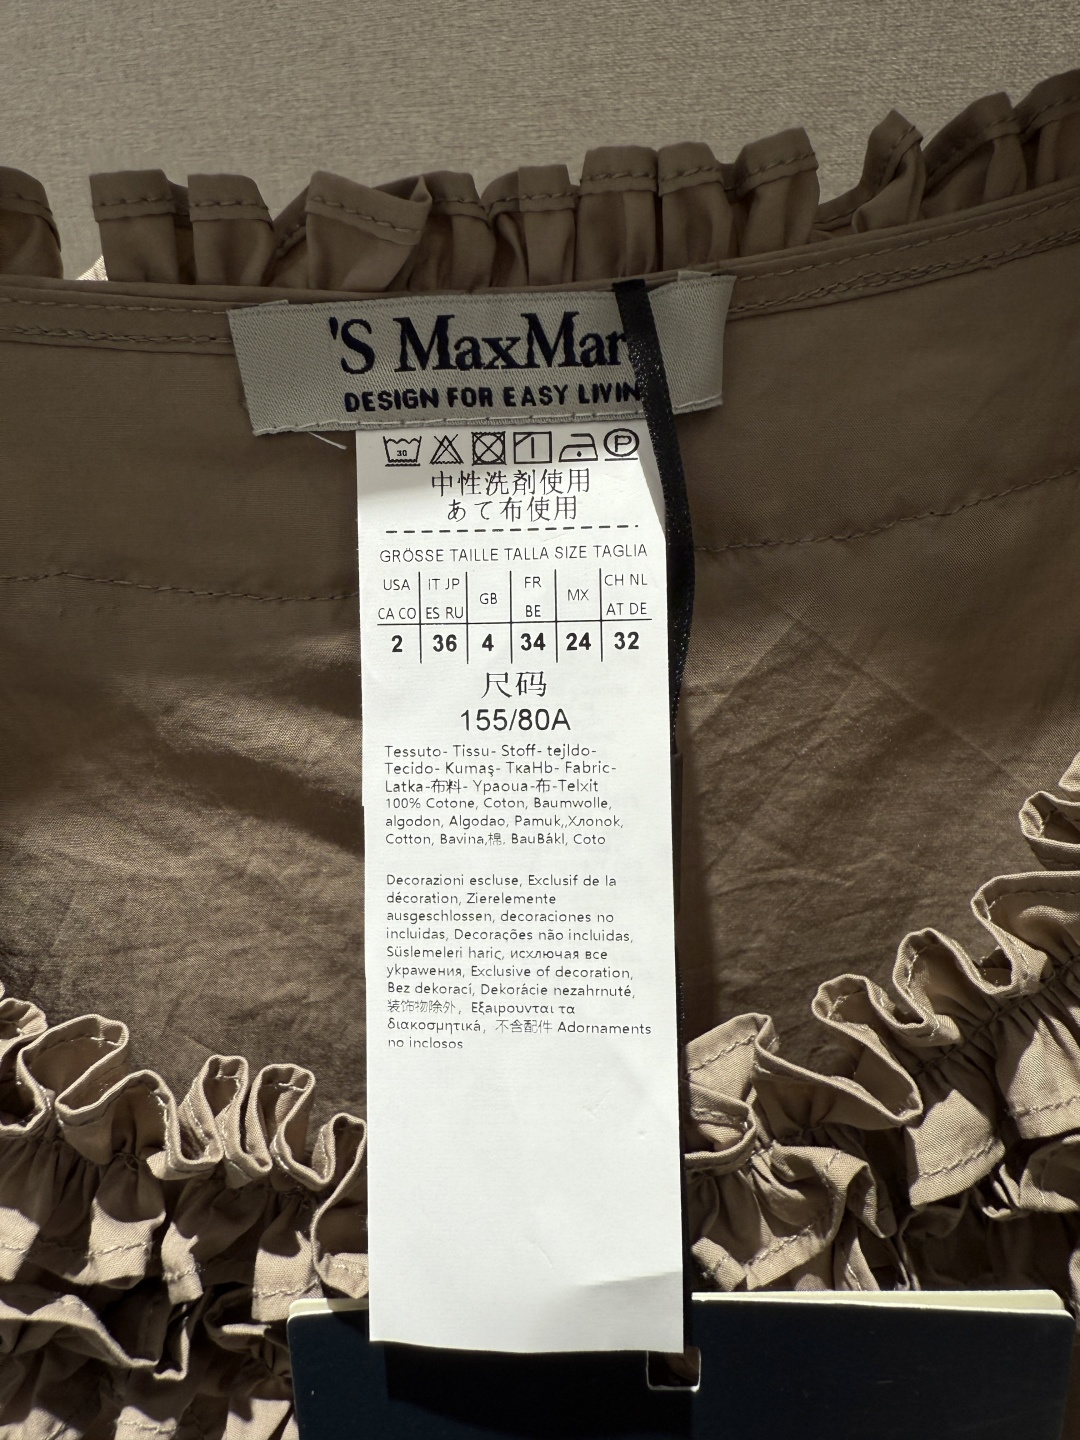 'S MaxMar
DESIGN FOR EASY LIVIN
30 P
中性洗剤使用
あて布使用
GRÖSSE TAILLE TALLA SIZE TAGLIA
USA IT JP GB FR MX CH NL
CA CO ES RU BE AT DE
2 36 4 34 24 32
尺码
155/80A
Tessuto- Tissu- Stoff- tejldo-
Tecido- Kumaş- TкaHb- Fabric-
Latka-布料- Ypaoua-布-Telxit
100% Cotone, Coton, Baumwolle,
algodon, Algodao, Pamuk,,Хлопок,
Cotton, Bavina,棉, BauBákl, Coto
Decorazioni escluse, Exclusif de la
décoration, Zierelemente
ausgeschlossen, decoraciones no
incluidas, Decorações não incluidas,
Süslemeleri hariç, исключая все
украwения, Exclusive of decoration,
Bez dekorací, Dekorácie nezahrnuté,
装饰物除外, Εξαιρουνται τα
διακοσμητικά, 不含配件 Adornaments
no inclosos